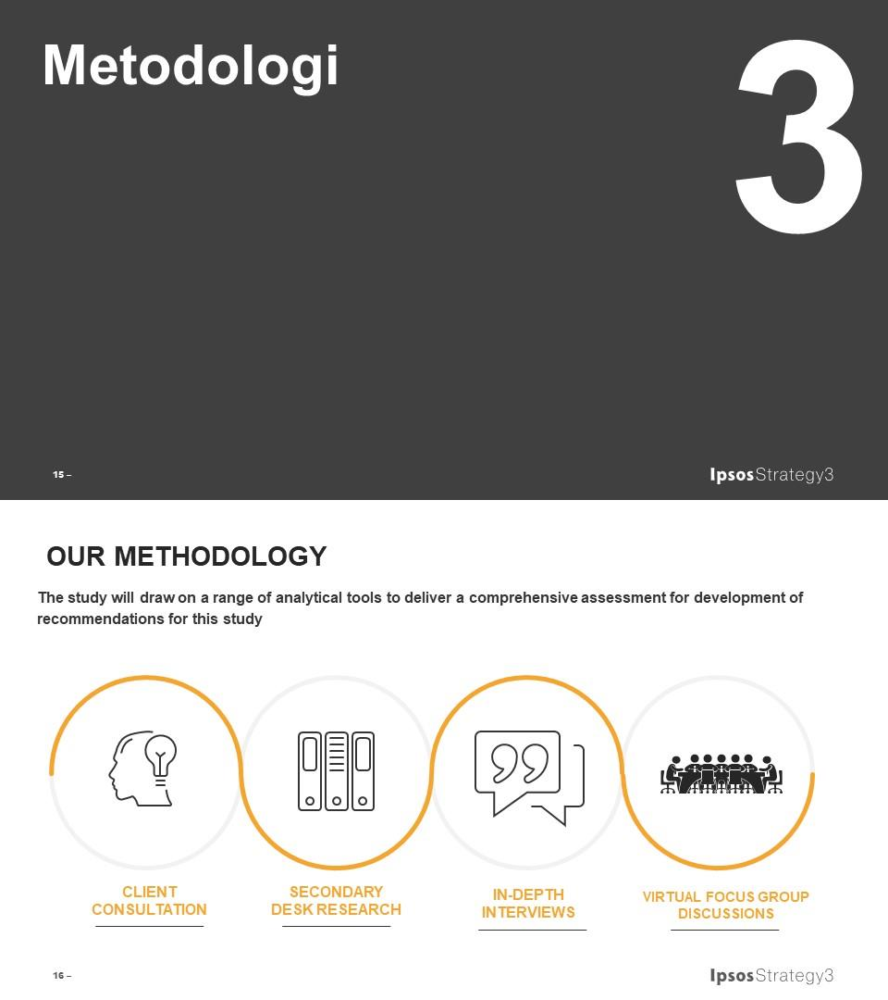 Metodologi
3
15 –
IpsosStrategy3
OUR METHODOLOGY
The study will draw on a range of analytical tools to deliver a comprehensive assessment for development of
recommendations for this study
CLIENT
CONSULTATION
SECONDARY
DESK RESEARCH
IN-DEPTH
INTERVIEWS
VIRTUAL FOCUS GROUP
DISCUSSIONS
16 –
IpsosStrategy3